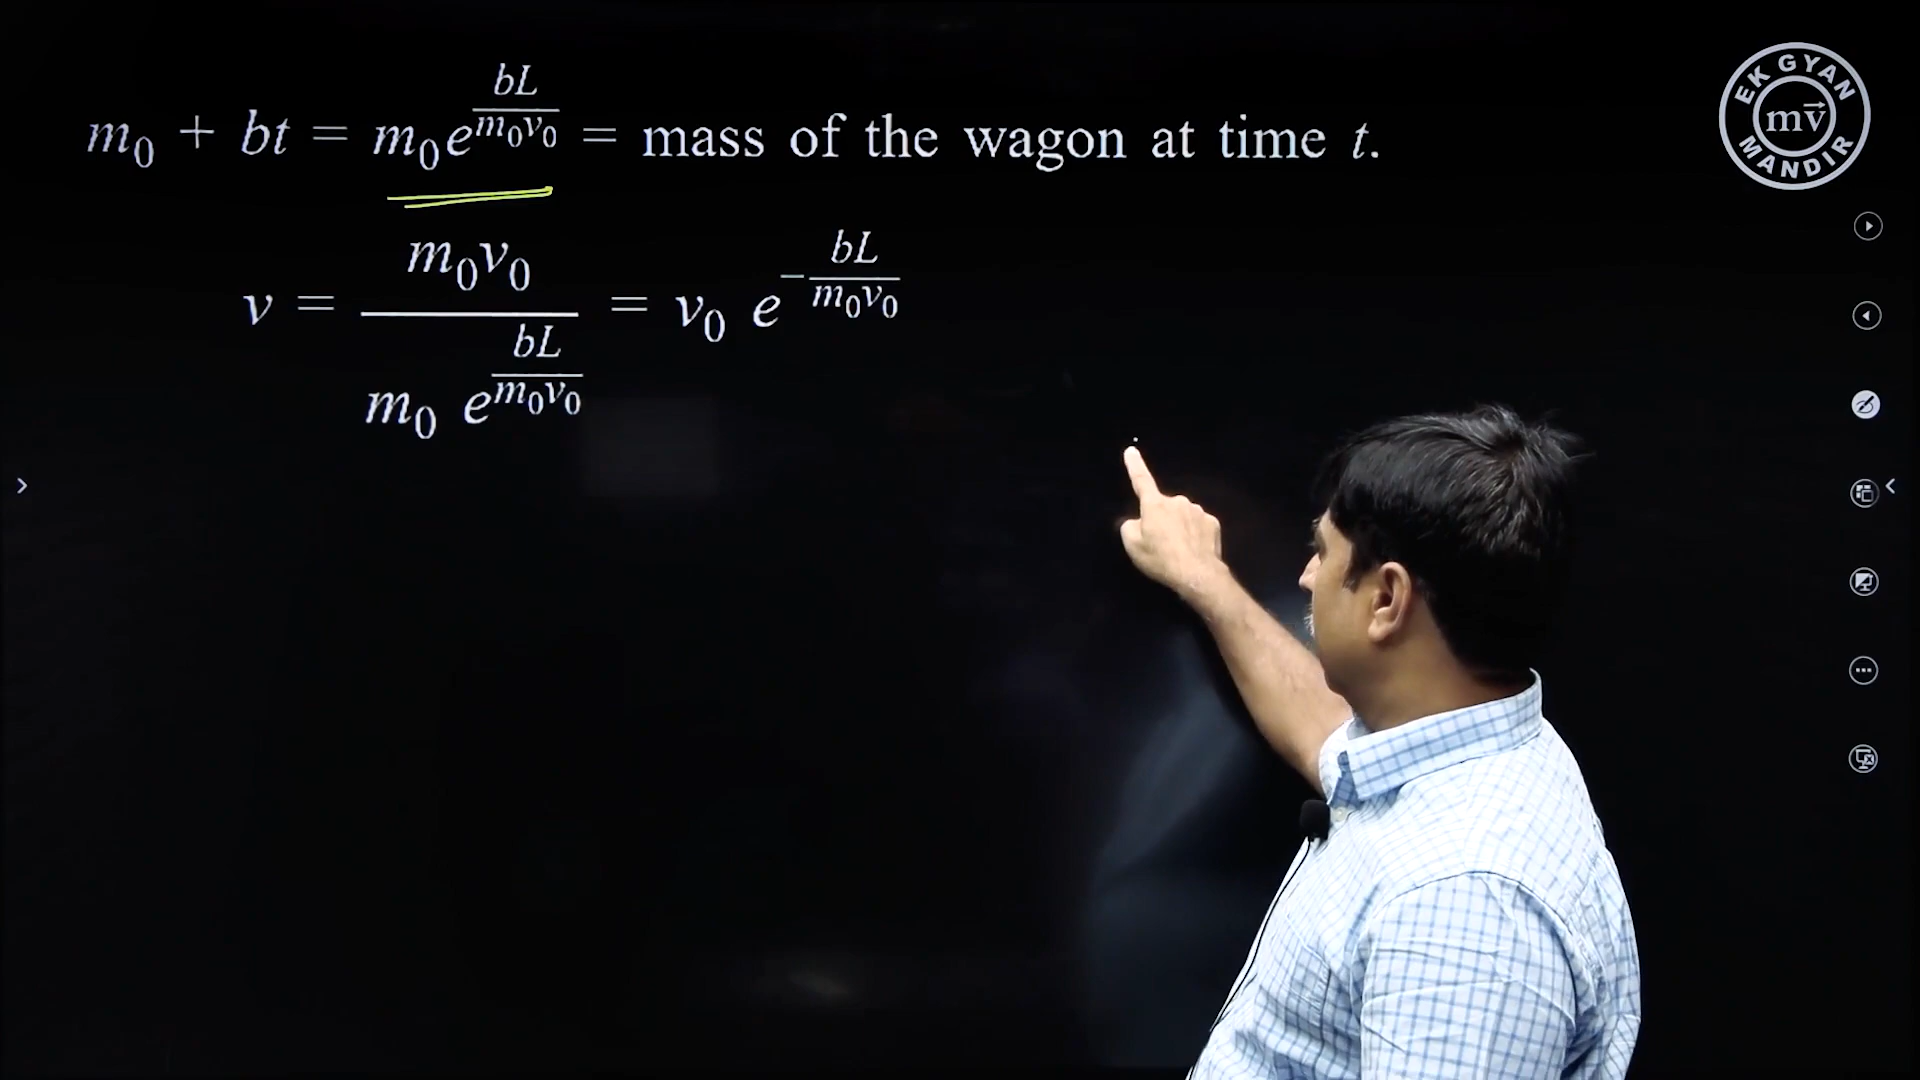 m₀ + bt = m₀e^(bL/m₀v₀) = mass of the wagon at time t.
v = m₀v₀/(m₀ e^(bL/m₀v₀)) = v₀ e^(-bL/m₀v₀)
EK GYAN
mv⃗
MANDIR